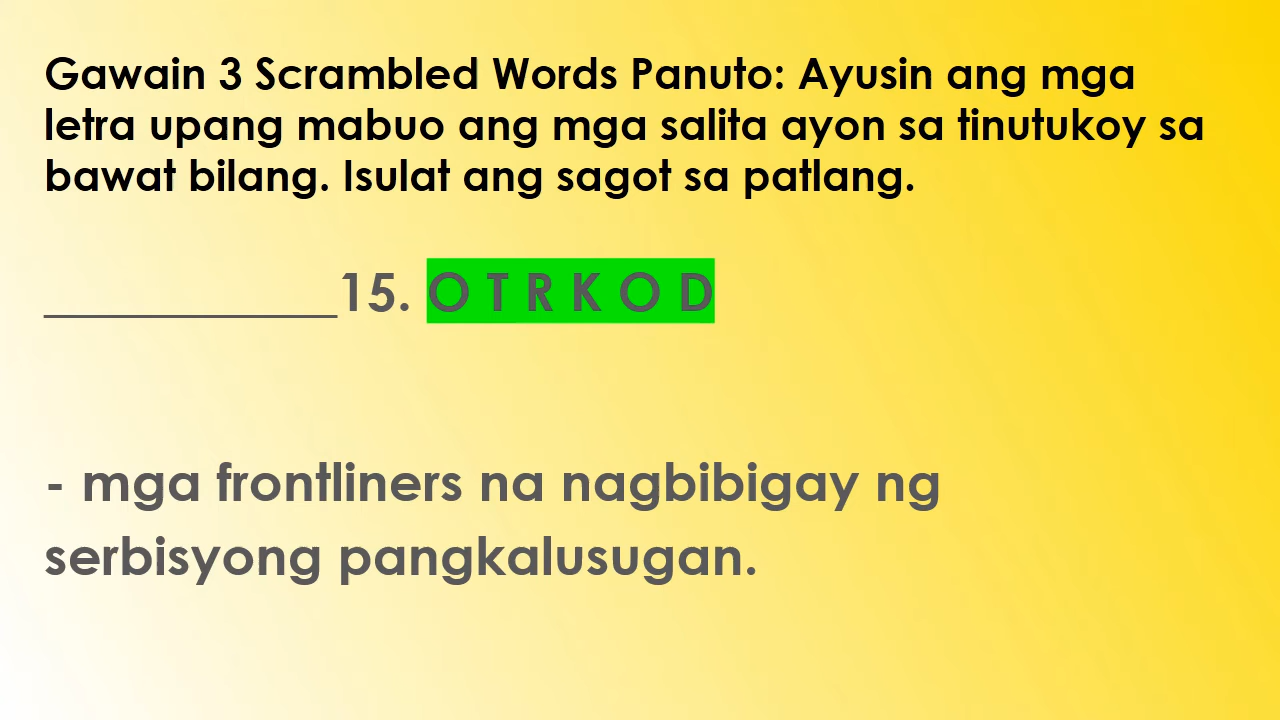 Gawain 3 Scrambled Words Panuto: Ayusin ang mga
letra upang mabuo ang mga salita ayon sa tinutukoy sa
bawat bilang. Isulat ang sagot sa patlang.
___________15. O T R K O D
- mga frontliners na nagbibigay ng
serbisyong pangkalusugan.